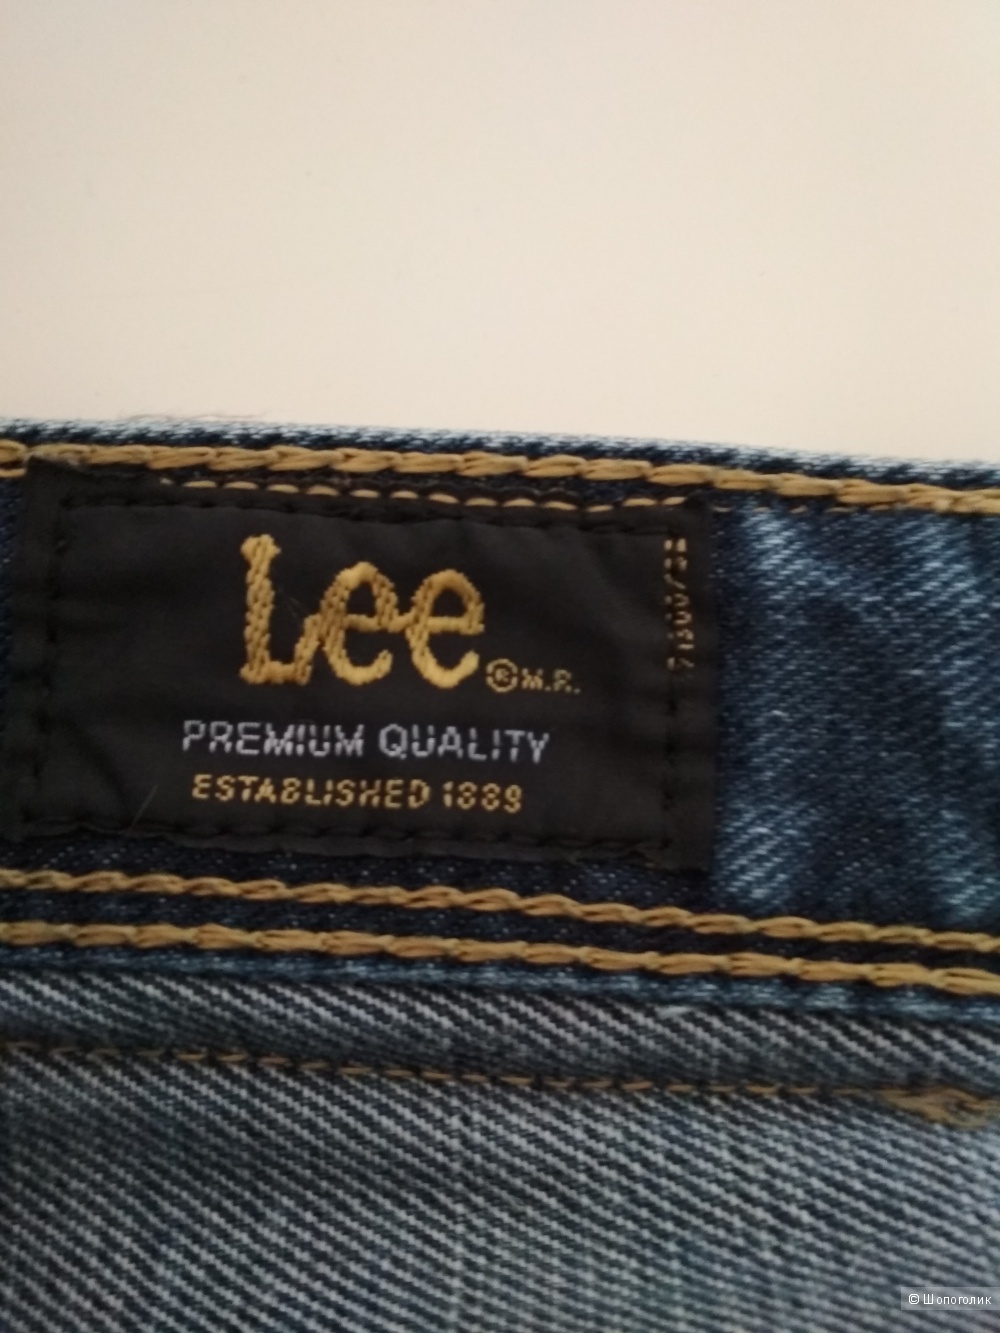 Lee ® M.R.
PREMIUM QUALITY
ESTABLISHED 1889
© Шопоголик